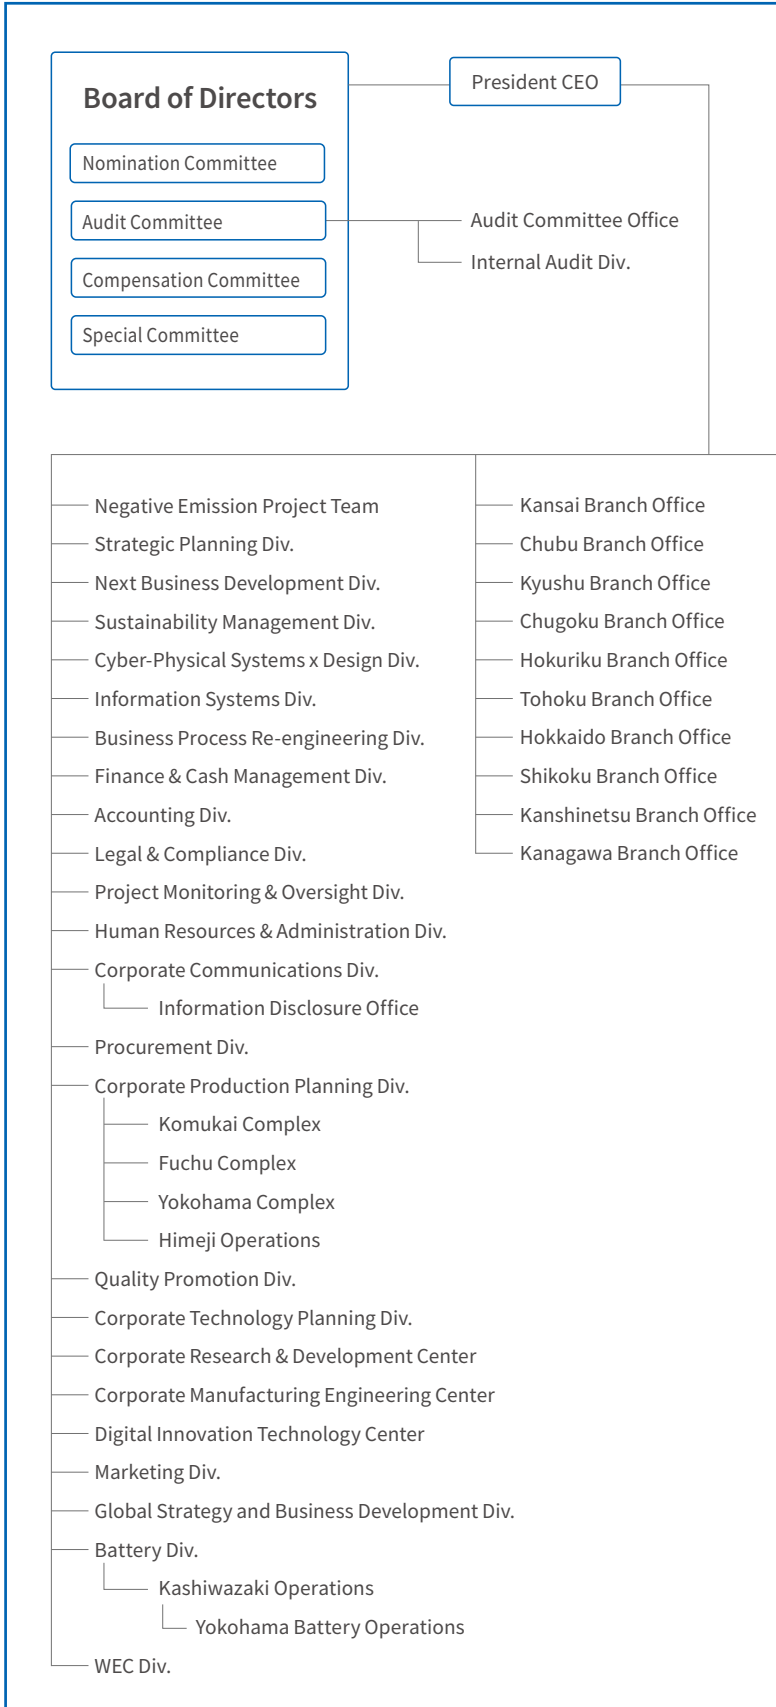 Board of Directors
President CEO
Nomination Committee
Audit Committee
Audit Committee Office
Internal Audit Div.
Compensation Committee
Special Committee
Negative Emission Project Team
Strategic Planning Div.
Next Business Development Div.
Sustainability Management Div.
Cyber-Physical Systems x Design Div.
Information Systems Div.
Business Process Re-engineering Div.
Finance & Cash Management Div.
Accounting Div.
Legal & Compliance Div.
Project Monitoring & Oversight Div.
Human Resources & Administration Div.
Corporate Communications Div.
Information Disclosure Office
Procurement Div.
Corporate Production Planning Div.
Komukai Complex
Fuchu Complex
Yokohama Complex
Himeji Operations
Quality Promotion Div.
Corporate Technology Planning Div.
Corporate Research & Development Center
Corporate Manufacturing Engineering Center
Digital Innovation Technology Center
Marketing Div.
Global Strategy and Business Development Div.
Battery Div.
Kashiwazaki Operations
Yokohama Battery Operations
WEC Div.
Kansai Branch Office
Chubu Branch Office
Kyushu Branch Office
Chugoku Branch Office
Hokuriku Branch Office
Tohoku Branch Office
Hokkaido Branch Office
Shikoku Branch Office
Kanshinetsu Branch Office
Kanagawa Branch Office